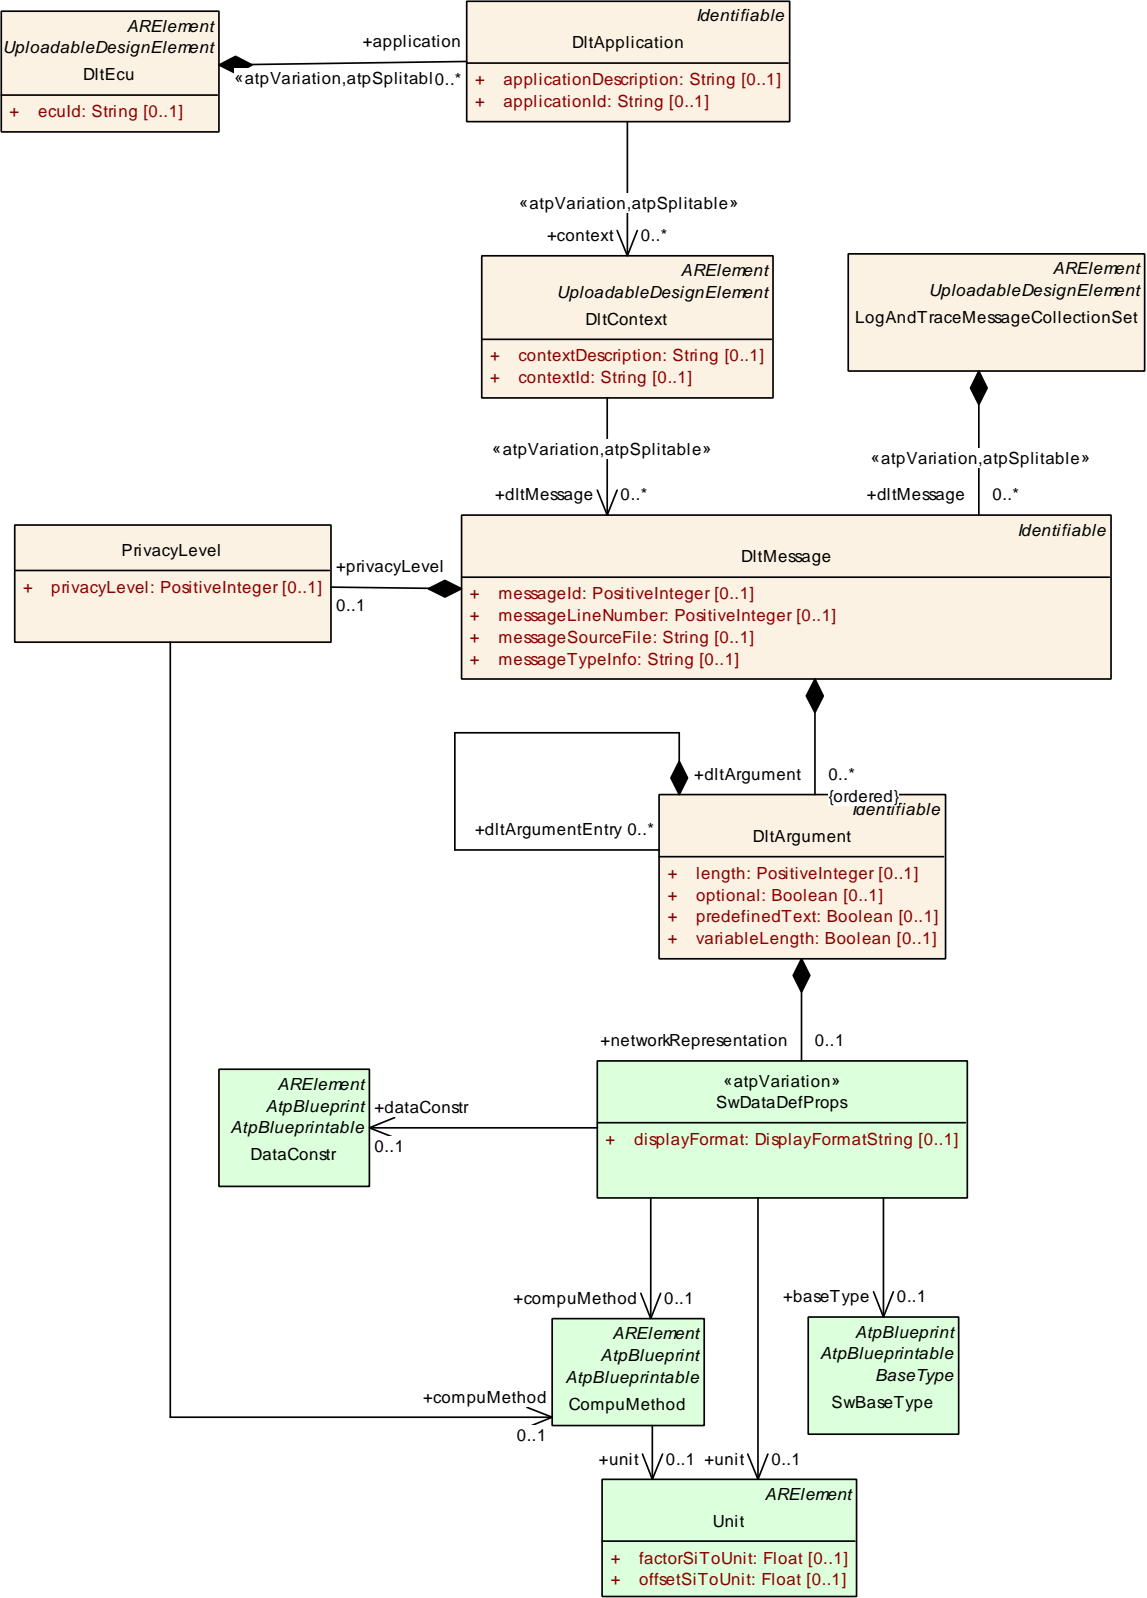 ARElement
UploadableDesignElement
DltEcu
+ ecuId: String [0..1]
+application
«atpVariation,atpSplitabl
0..*
Identifiable
DltApplication
+ applicationDescription: String [0..1]
+ applicationId: String [0..1]
«atpVariation,atpSplitable»
+context 0..*
ARElement
UploadableDesignElement
DltContext
+ contextDescription: String [0..1]
+ contextId: String [0..1]
ARElement
UploadableDesignElement
LogAndTraceMessageCollectionSet
«atpVariation,atpSplitable»
+dltMessage 0..*
«atpVariation,atpSplitable»
+dltMessage 0..*
PrivacyLevel
+ privacyLevel: PositiveInteger [0..1]
+privacyLevel
0..1
Identifiable
DltMessage
+ messageId: PositiveInteger [0..1]
+ messageLineNumber: PositiveInteger [0..1]
+ messageSourceFile: String [0..1]
+ messageTypeInfo: String [0..1]
+dltArgument 0..*
{ordered}
+dltArgumentEntry 0..*
Identifiable
DltArgument
+ length: PositiveInteger [0..1]
+ optional: Boolean [0..1]
+ predefinedText: Boolean [0..1]
+ variableLength: Boolean [0..1]
+networkRepresentation 0..1
«atpVariation»
SwDataDefProps
+ displayFormat: DisplayFormatString [0..1]
+dataConstr
0..1
ARElement
AtpBlueprint
AtpBlueprintable
DataConstr
+compuMethod 0..1
+baseType 0..1
ARElement
AtpBlueprint
AtpBlueprintable
CompuMethod
AtpBlueprint
AtpBlueprintable
BaseType
SwBaseType
+compuMethod
0..1
+unit 0..1
+unit 0..1
ARElement
Unit
+ factorSiToUnit: Float [0..1]
+ offsetSiToUnit: Float [0..1]